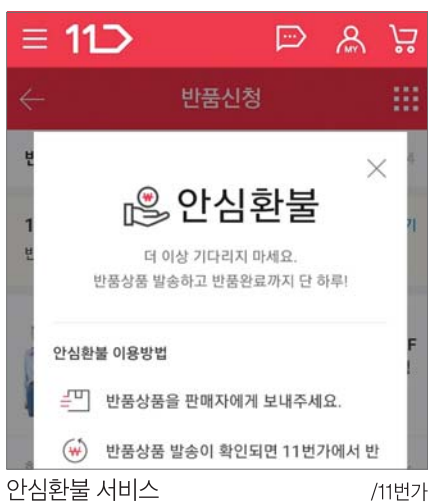 11
MY
반품신청
안심환불
더 이상 기다리지 마세요.
반품상품 발송하고 반품완료까지 단 하루!
안심환불 이용방법
반품상품을 판매자에게 보내주세요.
반품상품 발송이 확인되면 11번가에서 반
안심환불 서비스
/11번가